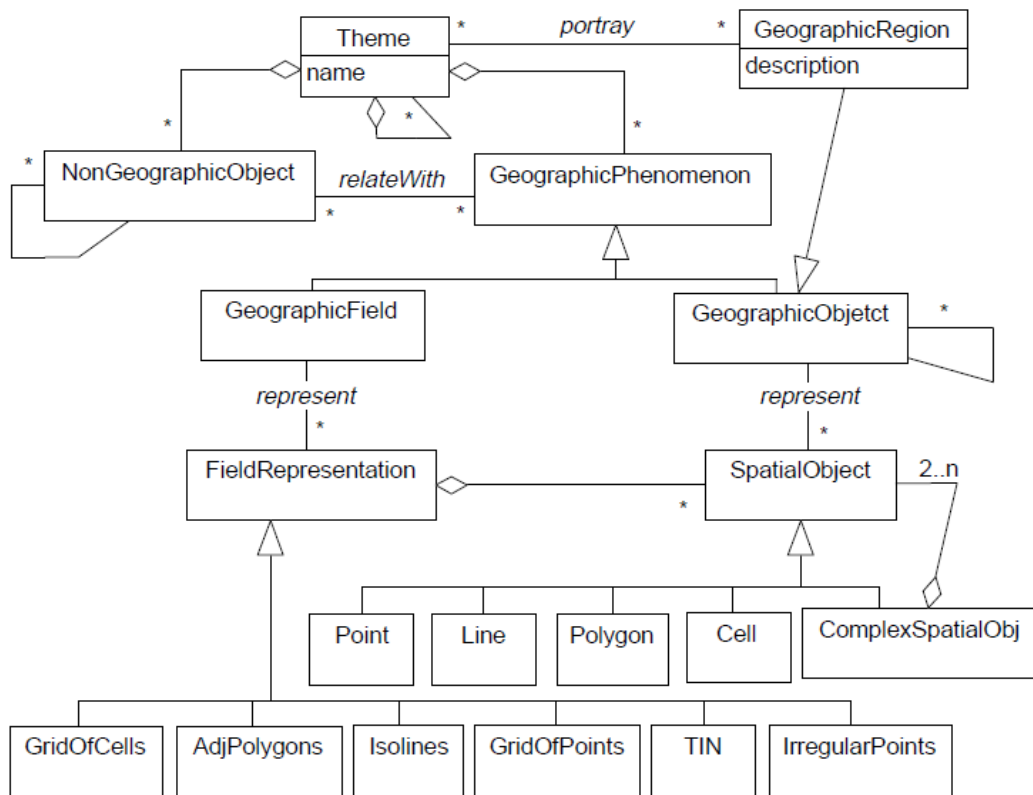 Theme
name
*
portray
*
GeographicRegion
description
*
*
*
*
NonGeographicObject
relateWith
*
*
GeographicPhenomenon
GeographicField
GeographicObjetct
*
represent
*
represent
*
FieldRepresentation
*
SpatialObject
2..n
Point
Line
Polygon
Cell
ComplexSpatialObj
GridOfCells
AdjPolygons
Isolines
GridOfPoints
TIN
IrregularPoints